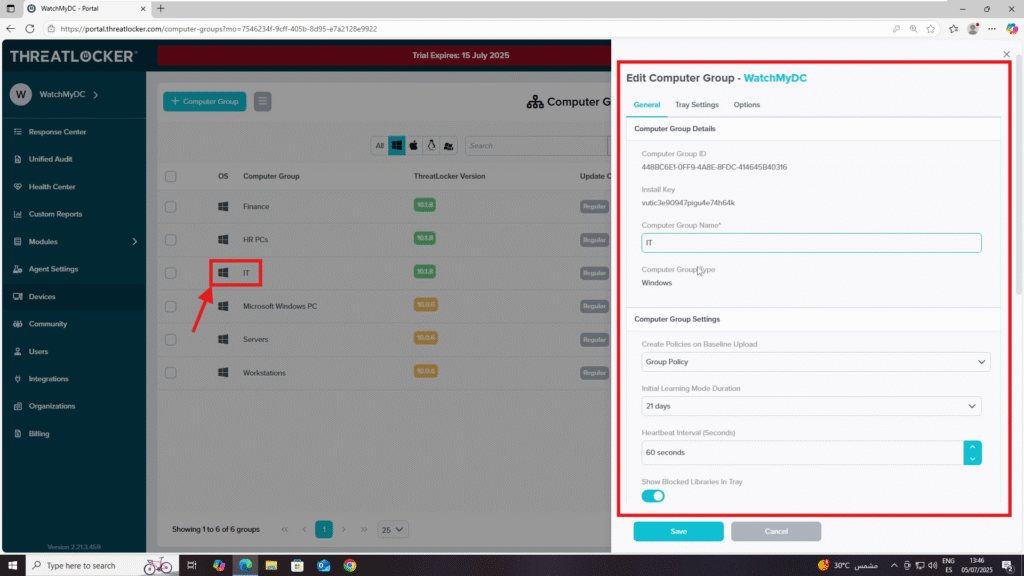 WatchMyDC - Portal
https://portal.threatlocker.com/computer-groups?mo=7546234f-9cff-405b-8d95-e7a2128e9922
THREATLOCKER
Trial Expires: 15 July 2025
W WatchMyDC
Response Center
Unified Audit
Health Center
Custom Reports
Modules
Agent Settings
Devices
Community
Users
Integrations
Organizations
Billing
Version 2.21.3.459
+ Computer Group
Computer G
All
Search
OS Computer Group ThreatLocker Version Update C
Finance 10.1.8 Regular
HR PCs 10.1.8 Regular
IT 10.1.8 Regular
Microsoft Windows PC 10.0.6 Regular
Servers 10.0.6 Regular
Workstations 10.0.6 Regular
Showing 1 to 6 of 6 groups 1 25
Edit Computer Group - WatchMyDC
General Tray Settings Options
Computer Group Details
Computer Group ID
448BC6E1-0FF9-4A8E-8FDC-414645B40316
Install Key
vutic3e90947pigu4e74h64k
Computer Group Name*
IT
Computer Group Type
Windows
Computer Group Settings
Create Policies on Baseline Upload
Group Policy
Initial Learning Mode Duration
21 days
Heartbeat Interval (Seconds)
60 seconds
Show Blocked Libraries In Tray
Save Cancel
Type here to search
30°C مشمس
ENG
ES
13:46
05/07/2025
2